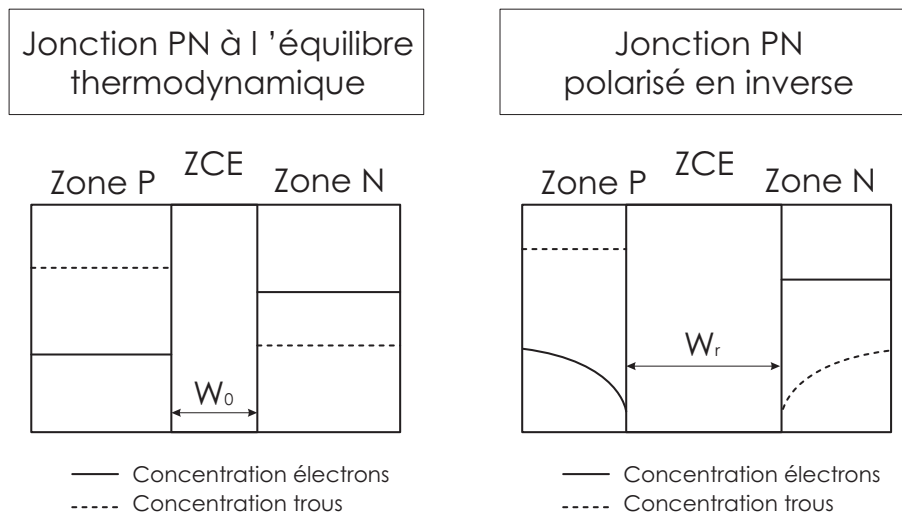 Jonction PN à l ’équilibre
thermodynamique
Zone P
ZCE
Zone N
W₀
Concentration électrons
Concentration trous
Jonction PN
polarisé en inverse
Zone P
ZCE
Zone N
Wᵣ
Concentration électrons
Concentration trous